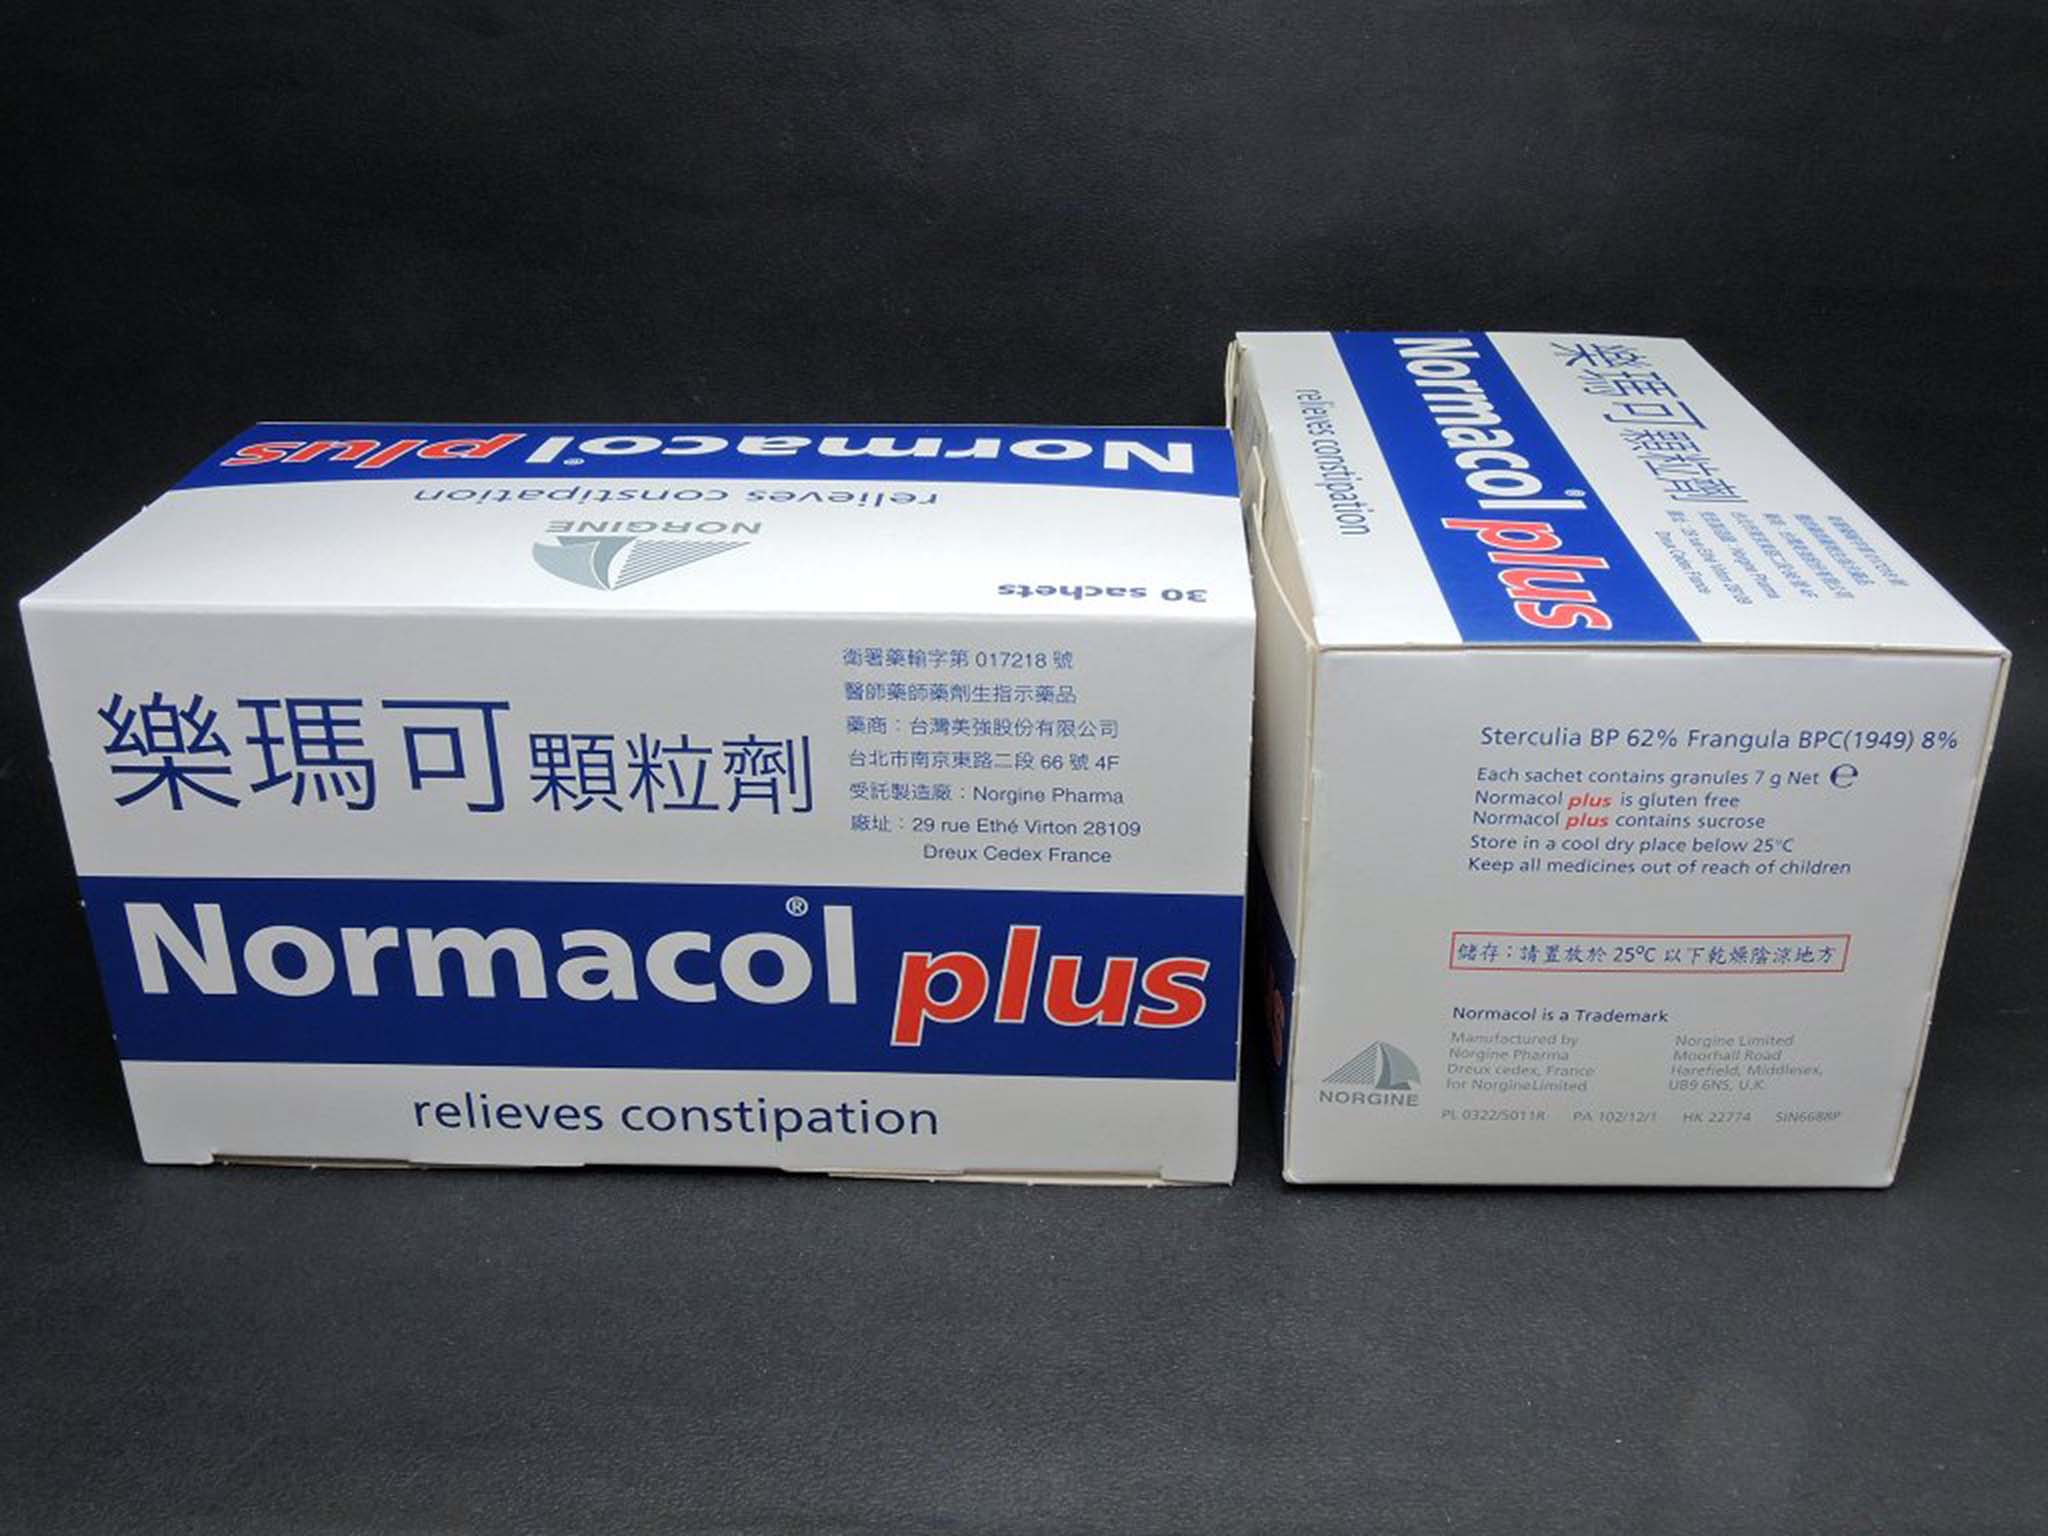 Normacol® plus
relieves constipation
NORGINE
30 sachets
樂瑪可顆粒劑
衛署藥輸字第 017218 號
醫師藥師藥劑生指示藥品
藥商：台灣美強股份有限公司
台北市南京東路二段 66 號 4F
受託製造廠：Norgine Pharma
廠址：29 rue Ethé Virton 28109
Dreux Cedex France
Normacol® plus
relieves constipation
樂瑪可顆粒劑
Normacol® plus
relieves constipation
Sterculia BP 62% Frangula BPC(1949) 8%
Each sachet contains granules 7 g Net ℮
Normacol plus is gluten free
Normacol plus contains sucrose
Store in a cool dry place below 25°C
Keep all medicines out of reach of children
儲存：請置放於 25°C 以下乾燥陰涼地方
Normacol is a Trademark
Manufactured by
Norgine Pharma
Dreux cedex, France
for NorgineLimited
Norgine Limited
Moorhall Road
Harefield, Middlesex,
UB9 6NS, U.K.
NORGINE
PL 0322/5011R PA 102/12/1 HK 22774 SIN6688P